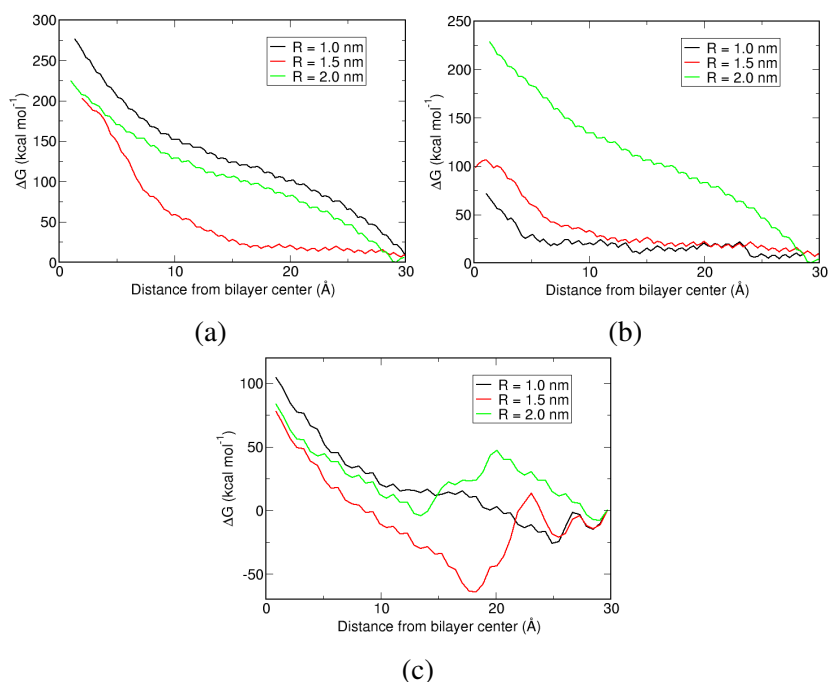 300
250
200
150
100
50
0
ΔG (kcal mol⁻¹)
R = 1.0 nm
R = 1.5 nm
R = 2.0 nm
0 10 20 30
Distance from bilayer center (Å)
(a)
250
200
150
100
50
0
ΔG (kcal mol⁻¹)
R = 1.0 nm
R = 1.5 nm
R = 2.0 nm
0 10 20 30
Distance from bilayer center (Å)
(b)
100
50
0
-50
ΔG (kcal mol⁻¹)
R = 1.0 nm
R = 1.5 nm
R = 2.0 nm
0 10 20 30
Distance from bilayer center (Å)
(c)